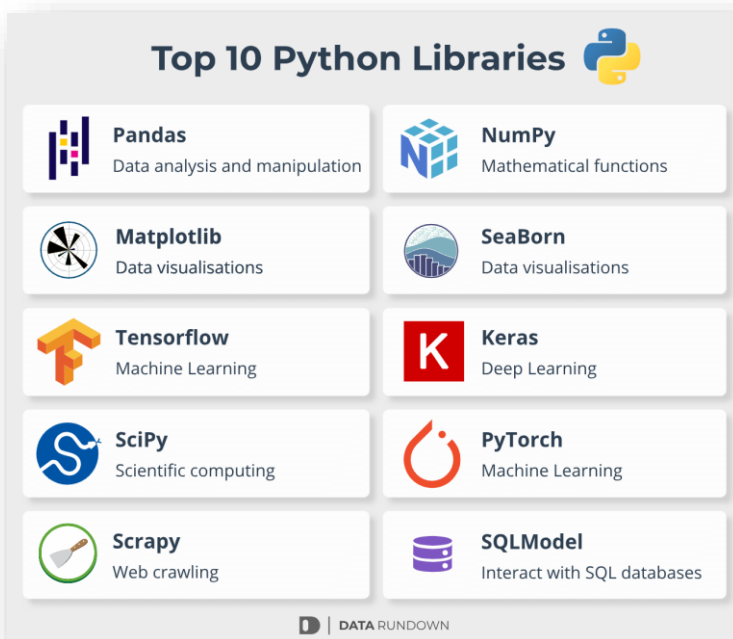 Top 10 Python Libraries
Pandas
Data analysis and manipulation
NumPy
Mathematical functions
Matplotlib
Data visualisations
SeaBorn
Data visualisations
Tensorflow
Machine Learning
K
Keras
Deep Learning
SciPy
Scientific computing
PyTorch
Machine Learning
Scrapy
Web crawling
SQLModel
Interact with SQL databases
D | DATA RUNDOWN